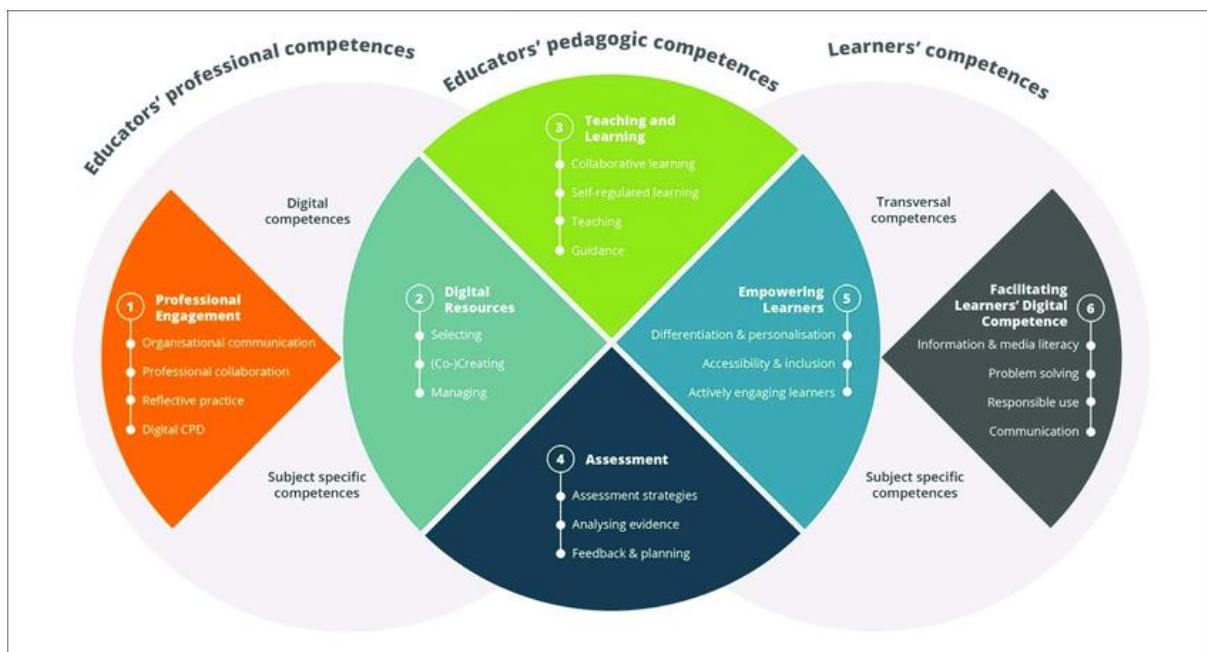 Educators' professional competences
Educators' pedagogic competences
Learners' competences
Digital
competences
Subject specific
competences
1
Professional
Engagement
Organisational communication
Professional collaboration
Reflective practice
Digital CPD
2
Digital
Resources
Selecting
(Co-)Creating
Managing
3
Teaching and
Learning
Collaborative learning
Self-regulated learning
Teaching
Guidance
4
Assessment
Assessment strategies
Analysing evidence
Feedback & planning
Empowering
Learners
5
Differentiation & personalisation
Accessibility & inclusion
Actively engaging learners
Transversal
competences
Subject specific
competences
Facilitating
Learners' Digital
Competence
6
Information & media literacy
Problem solving
Responsible use
Communication